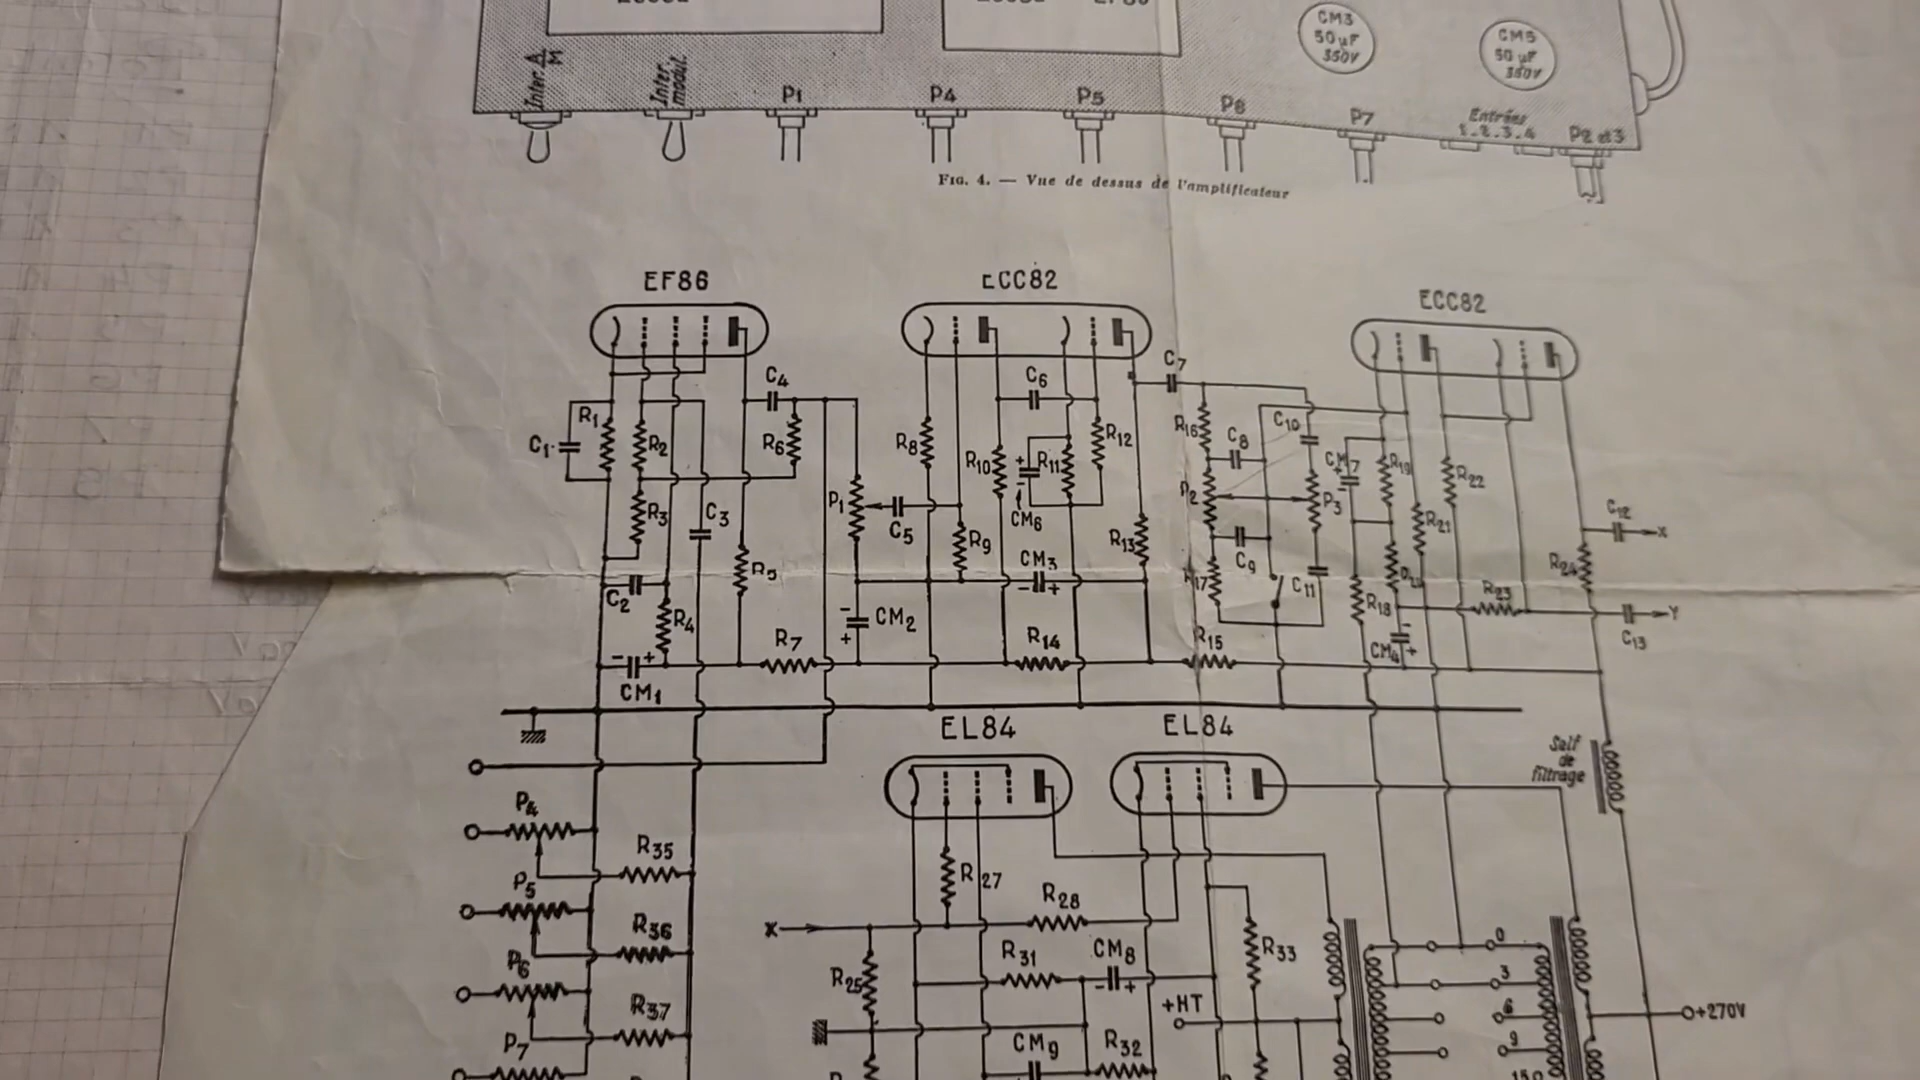 CM3
50 µF
350V
CM5
50 µF
350V
Inter. A/M
Inter. modul.
P1
P4
P5
P6
P7
Entrées
1.2.3.4
P2 et 3
FIG. 4. — Vue de dessus de l'amplificateur
EF86
ECC82
ECC82
C1
R1
R2
R3
C2
R4
C3
C4
R6
R5
R7
CM1
P1
C5
CM2
R8
R9
R10
C6
R11
CM6
R12
CM3
R13
R14
C7
R16
C8
P2
C9
R17
R15
C10
P3
C11
CM7
R19
R18
R21
CM4
R22
R23
R24
C12
X
C13
Y
Self
de
filtrage
EL84
EL84
P4
R35
P5
R36
P6
R37
P7
X
R25
R27
R28
R31
CM8
R33
+HT
CM9
R32
0
3
6
9
+270V